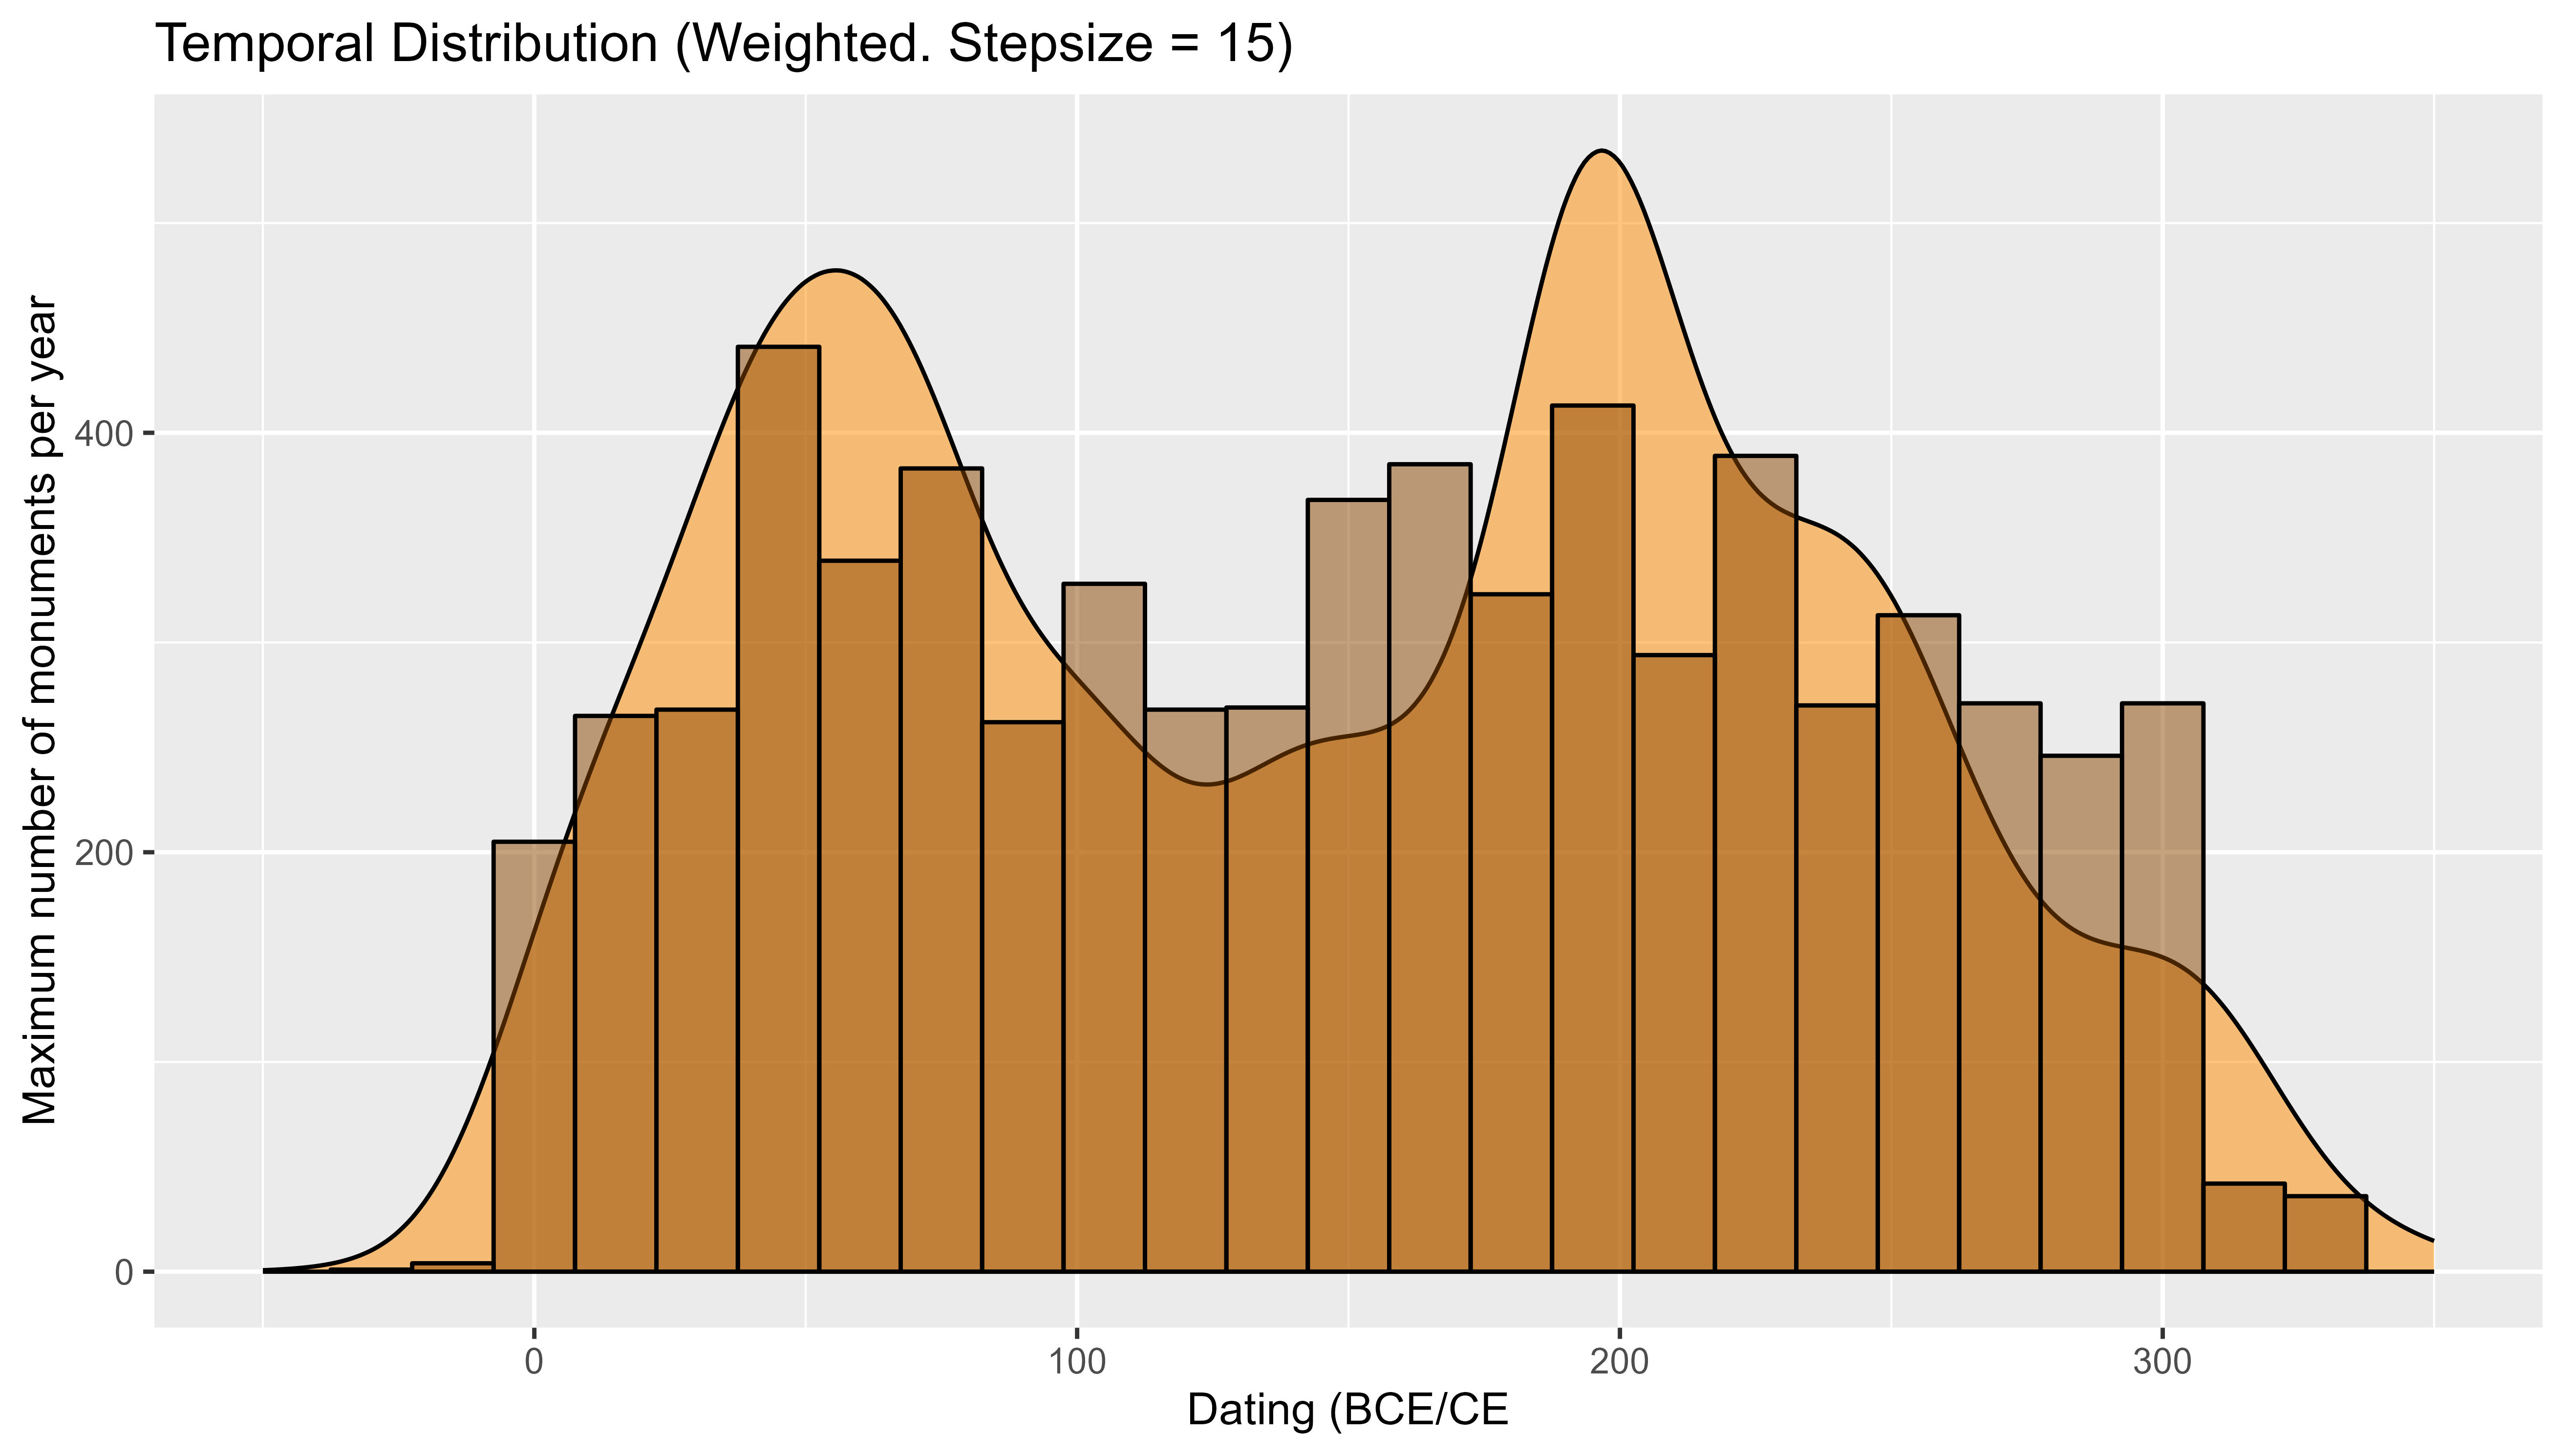 Temporal Distribution (Weighted. Stepsize = 15)
Maximum number of monuments per year
400
200
0
0
100
200
300
Dating (BCE/CE